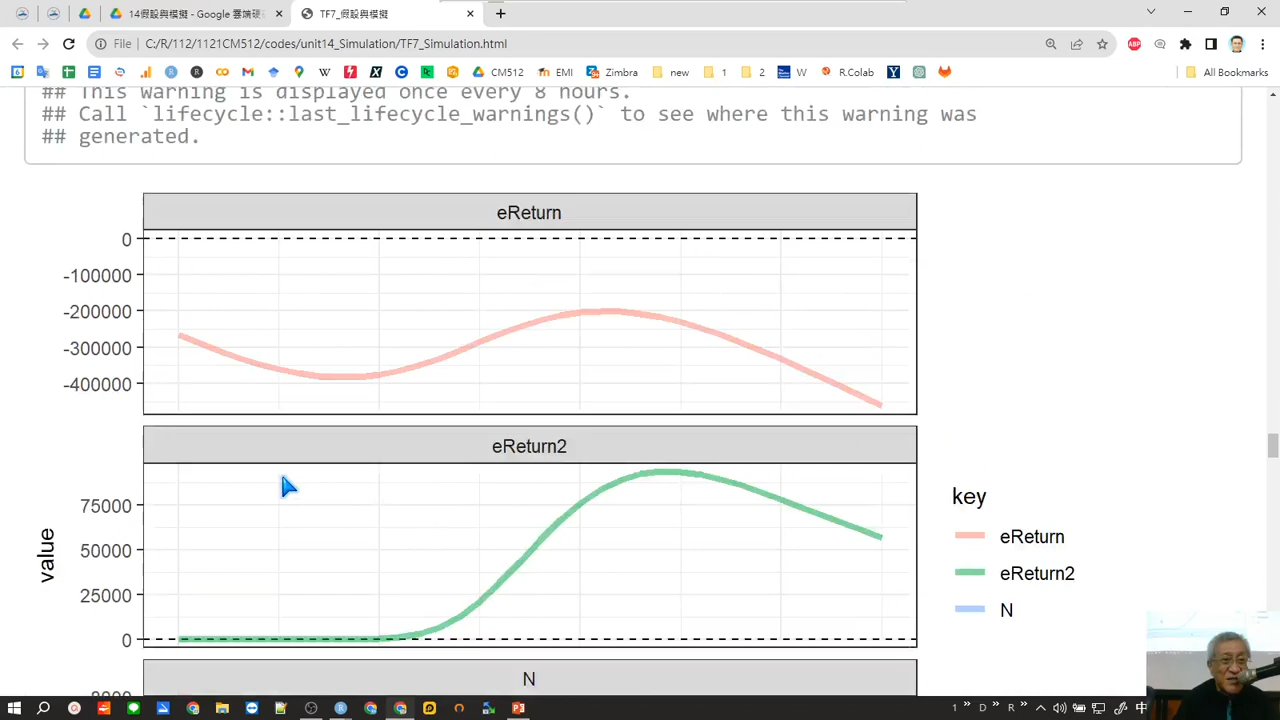 14假設與模擬 - Google 雲端硬
TF7_假設與模擬
File
C:/R/112/1121CM512/codes/unit14_Simulation/TF7_Simulation.html
CM512
EMI
Zimbra
new
1
2
W
R.Colab
All Bookmarks
## This warning is displayed once every 8 hours.
## Call `lifecycle::last_lifecycle_warnings()` to see where this warning was
## generated.
eReturn
0
-100000
-200000
-300000
-400000
eReturn2
75000
50000
25000
0
value
N
key
eReturn
eReturn2
N
1
D
R
中